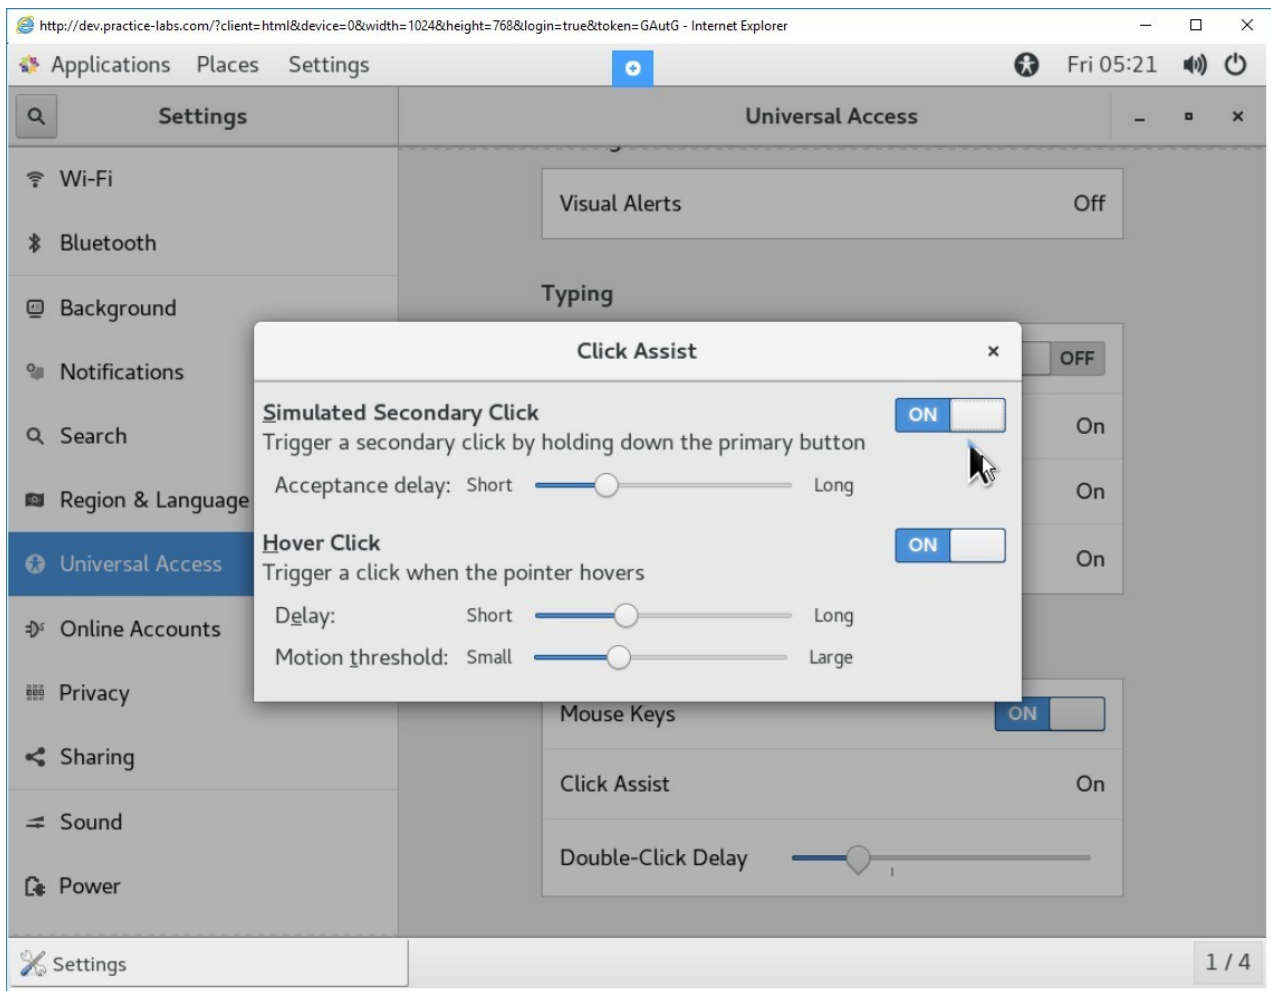 http://dev.practice-labs.com/?client=html&device=0&width=1024&height=768&login=true&token=GAutG - Internet Explorer
Applications Places Settings Fri 05:21
Settings Universal Access
Wi-Fi
Bluetooth
Background
Notifications
Search
Region & Language
Universal Access
Online Accounts
Privacy
Sharing
Sound
Power
Visual Alerts Off
Typing
OFF
On
On
On
Click Assist
Simulated Secondary Click ON
Trigger a secondary click by holding down the primary button
Acceptance delay: Short Long
Hover Click ON
Trigger a click when the pointer hovers
Delay: Short Long
Motion threshold: Small Large
Mouse Keys ON
Click Assist On
Double-Click Delay
Settings 1 / 4